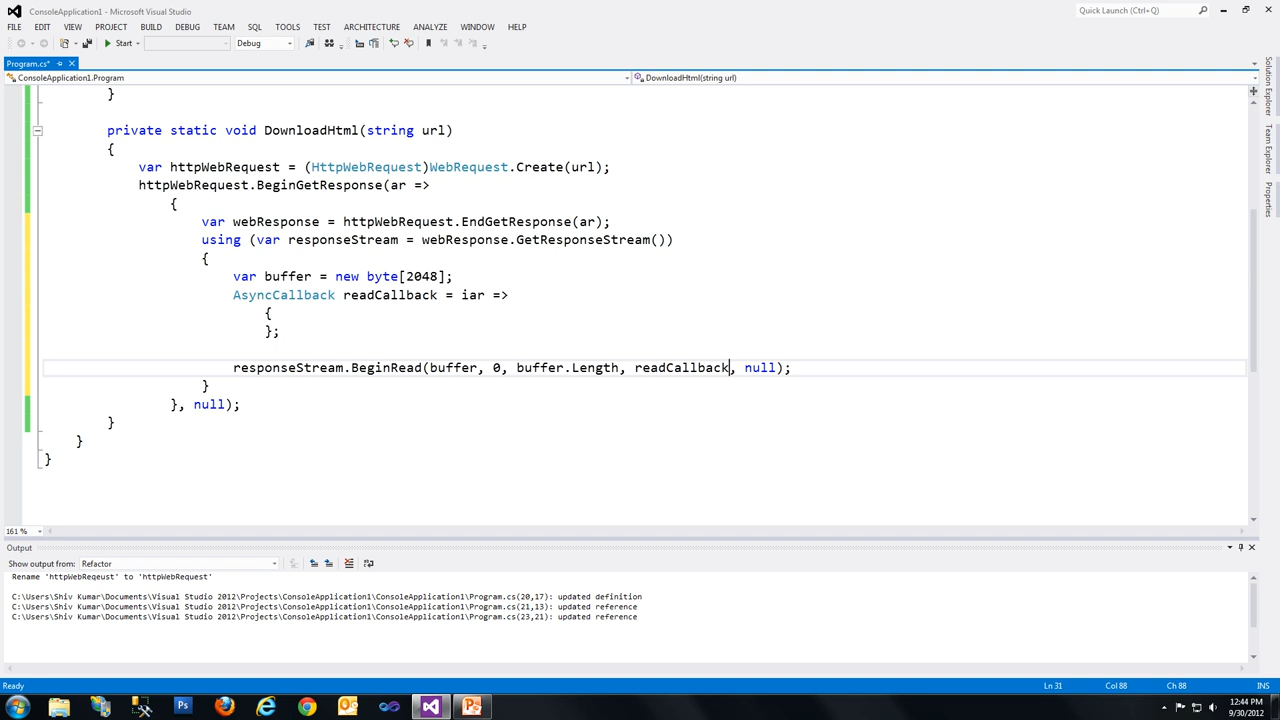 ConsoleApplication1 - Microsoft Visual Studio
Quick Launch (Ctrl+Q)
FILE EDIT VIEW PROJECT BUILD DEBUG TEAM SQL TOOLS TEST ARCHITECTURE ANALYZE WINDOW HELP
Start Debug
Program.cs*
ConsoleApplication1.Program DownloadHtml(string url)
}
private static void DownloadHtml(string url)
{
var httpWebRequest = (HttpWebRequest)WebRequest.Create(url);
httpWebRequest.BeginGetResponse(ar =>
{
var webResponse = httpWebRequest.EndGetResponse(ar);
using (var responseStream = webResponse.GetResponseStream())
{
var buffer = new byte[2048];
AsyncCallback readCallback = iar =>
{
};
responseStream.BeginRead(buffer, 0, buffer.Length, readCallback, null);
}
}, null);
}
}
}
161 %
Output
Show output from: Refactor
Rename 'httpWebReqeust' to 'httpWebRequest'
C:\Users\Shiv Kumar\Documents\Visual Studio 2012\Projects\ConsoleApplication1\ConsoleApplication1\Program.cs(20,17): updated definition
C:\Users\Shiv Kumar\Documents\Visual Studio 2012\Projects\ConsoleApplication1\ConsoleApplication1\Program.cs(21,13): updated reference
C:\Users\Shiv Kumar\Documents\Visual Studio 2012\Projects\ConsoleApplication1\ConsoleApplication1\Program.cs(23,21): updated reference
Solution Explorer
Team Explorer
Properties
Ready Ln 31 Col 88 Ch 88 INS
Ps
12:44 PM
9/30/2012